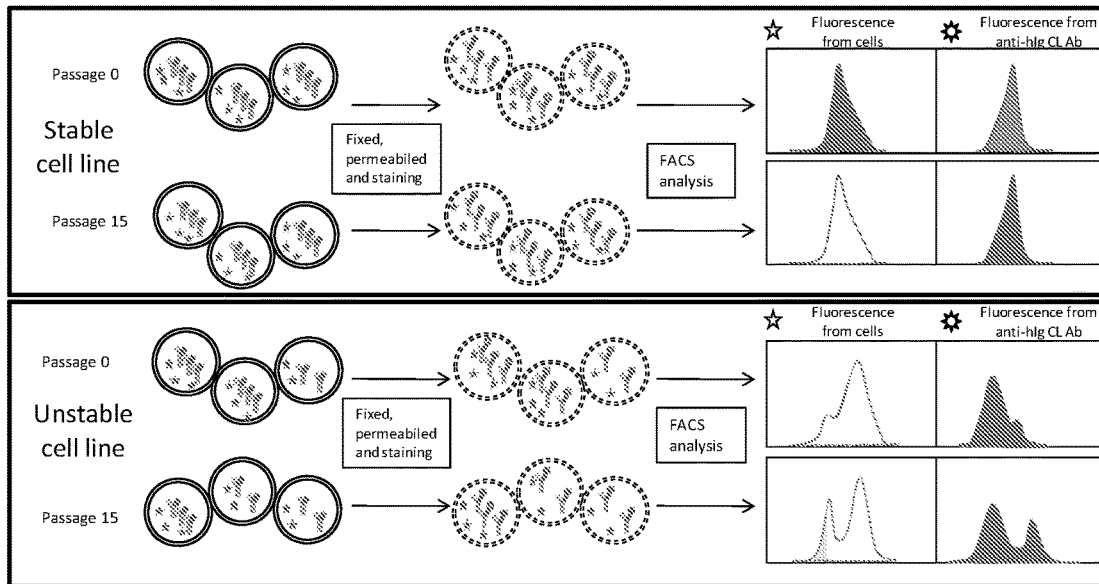 Passage 0
Stable
cell line
Passage 15
Fixed,
permeabiled
and staining
FACS
analysis
Fluorescence
from cells
Fluorescence from
anti-hIg CL Ab
Passage 0
Unstable
cell line
Passage 15
Fixed,
permeabiled
and staining
FACS
analysis
Fluorescence
from cells
Fluorescence from
anti-hIg CL Ab